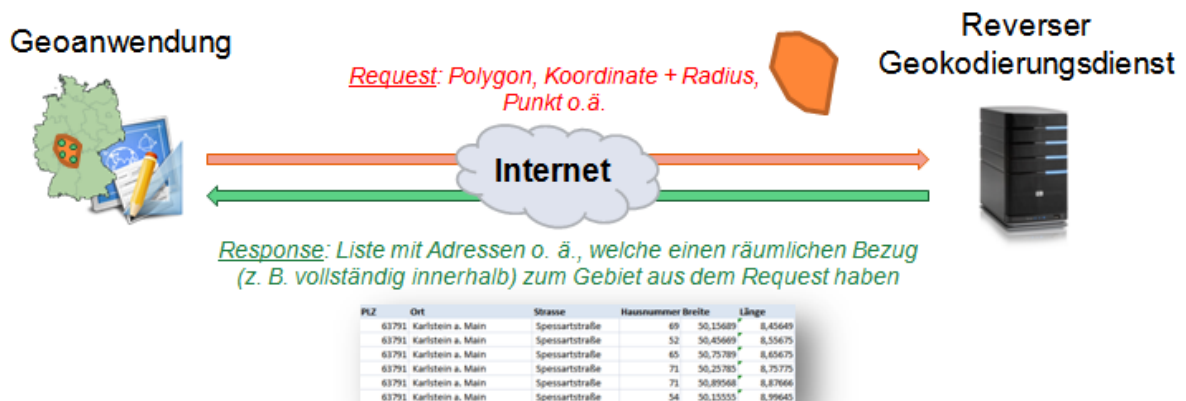 Geoanwendung
Reverser
Geokodierungsdienst
Request: Polygon, Koordinate + Radius,
Punkt o.ä.
Internet
Response: Liste mit Adressen o. ä., welche einen räumlichen Bezug
(z. B. vollständig innerhalb) zum Gebiet aus dem Request haben
PLZ Ort Strasse Hausnummer Breite Länge
63791 Karlstein a. Main Spessartstraße 69 50,15689 8,45649
63791 Karlstein a. Main Spessartstraße 52 50,45669 8,55675
63791 Karlstein a. Main Spessartstraße 65 50,75789 8,65675
63791 Karlstein a. Main Spessartstraße 71 50,25785 8,75775
63791 Karlstein a. Main Spessartstraße 71 50,89568 8,87666
63791 Karlstein a. Main Spessartstraße 54 50,15555 8,99645